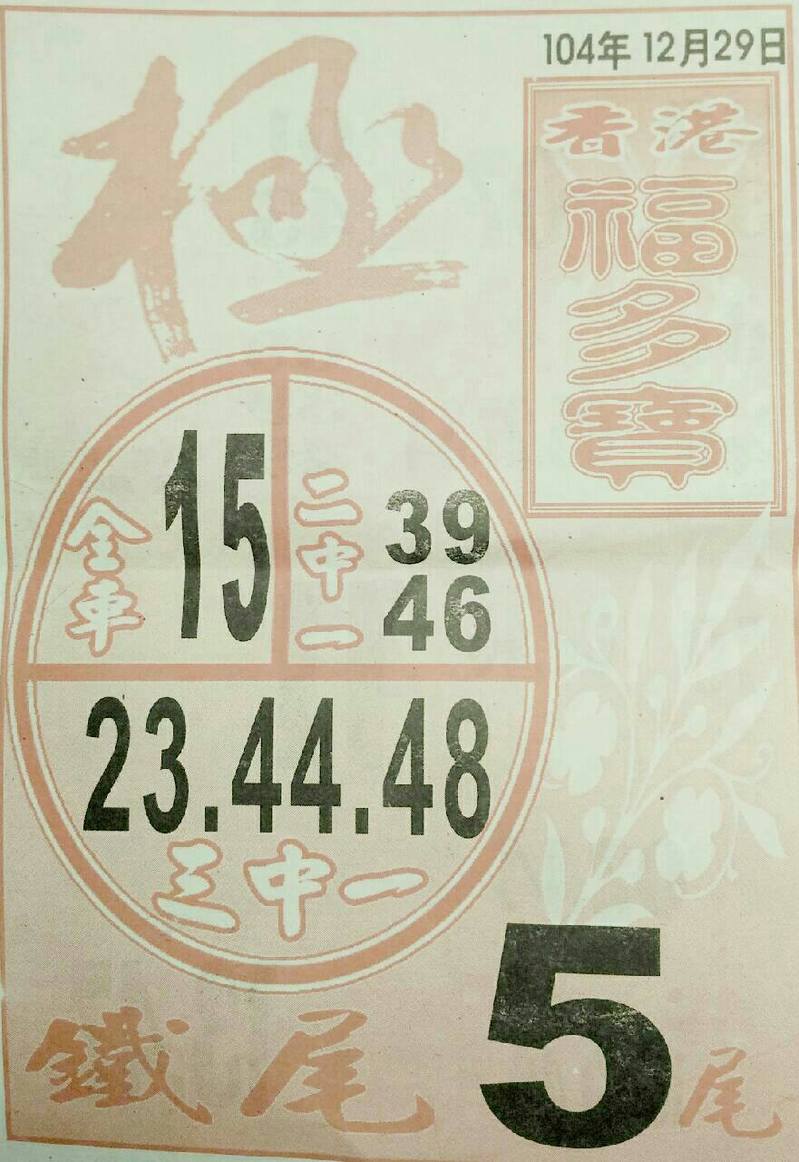 104年12月29日
極
香港
福多寶
全車
15
二中一
39
46
23.44.48
三中一
鐵尾
5尾